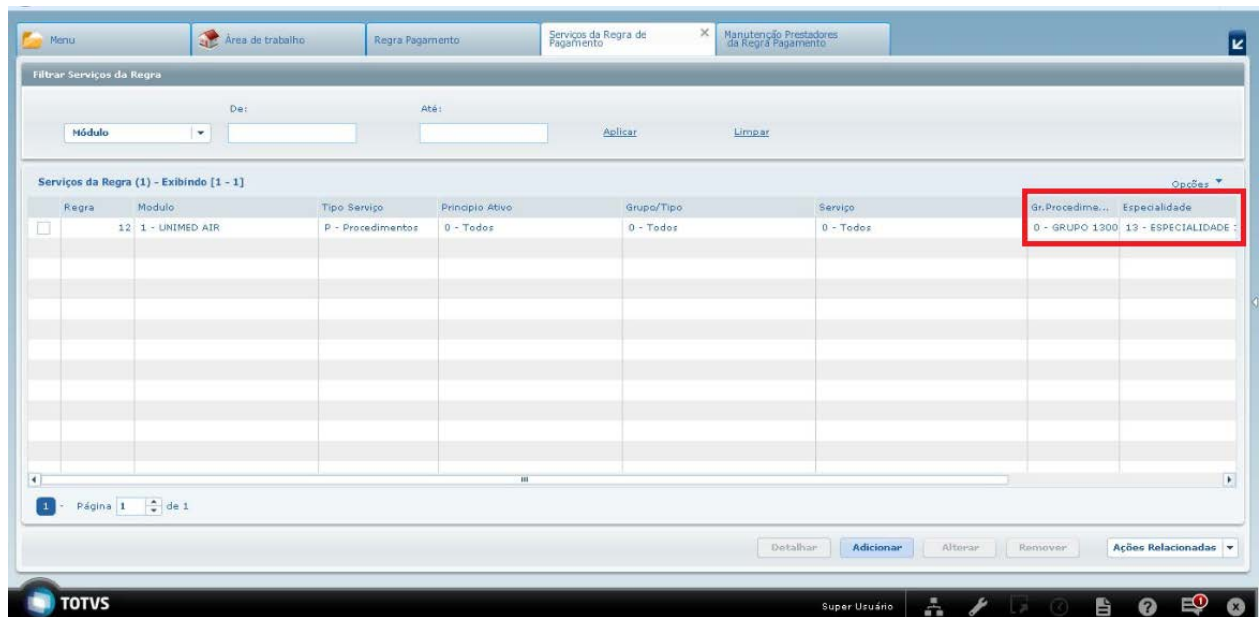 Menu
Área de trabalho
Regra Pagamento
Serviços da Regra de
Pagamento
Manutenção Prestadores
da Regra Pagamento
Filtrar Serviços da Regra
De: Até:
Módulo
Aplicar Limpar
Serviços da Regra (1) - Exibindo [1 - 1]
Opções
Regra Modulo Tipo Serviço Principio Ativo Grupo/Tipo Serviço Gr.Procedime... Especialidade
12 1 - UNIMED AIR P - Procedimentos 0 - Todos 0 - Todos 0 - Todos 0 - GRUPO 1300 13 - ESPECIALIDADE
1 - Página 1 de 1
Detalhar Adicionar Alterar Remover Ações Relacionadas
TOTVS Super Usuário 1